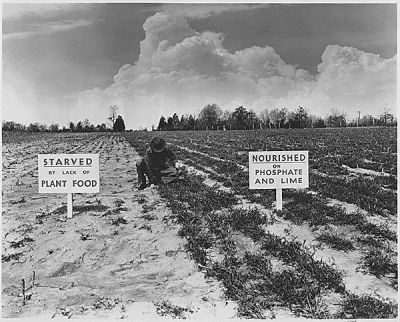 STARVED
BY LACK OF
PLANT FOOD
NOURISHED
ON
PHOSPHATE
AND LIME